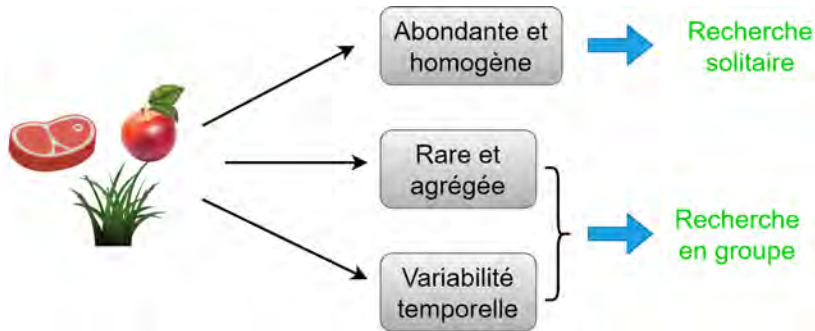 Abondante et
homogène
Recherche
solitaire
Rare et
agrégée
Recherche
en groupe
Variabilité
temporelle